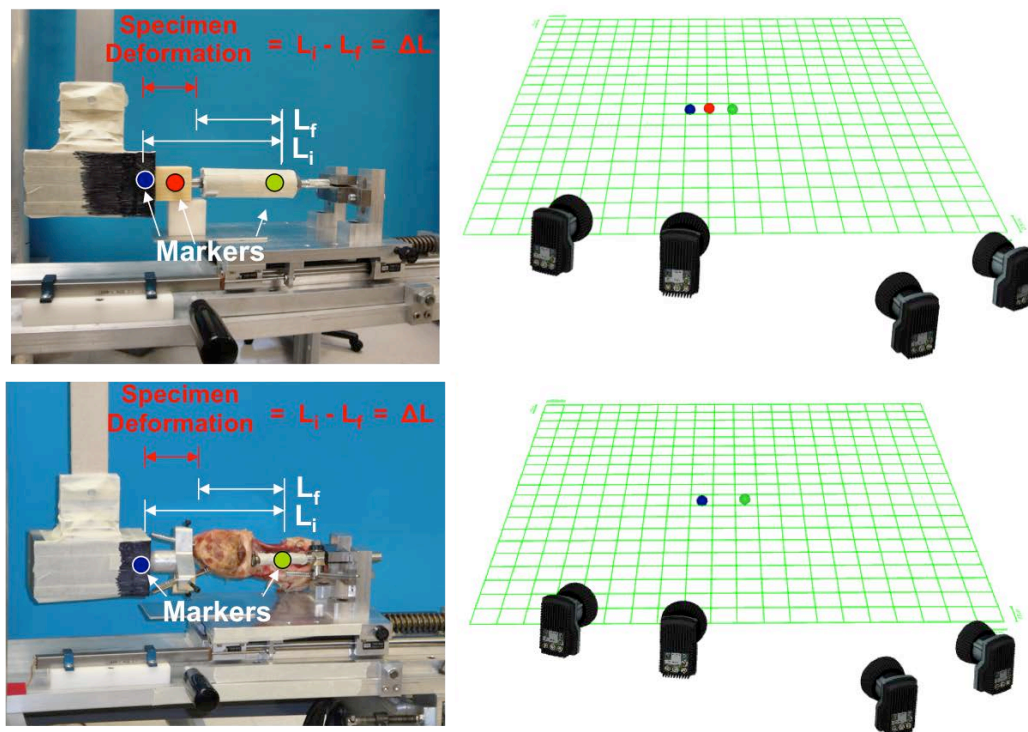 Specimen
Deformation = Li - Lf = ΔL
Lf
Li
Markers
Specimen
Deformation = Li - Lf = ΔL
Lf
Li
Markers